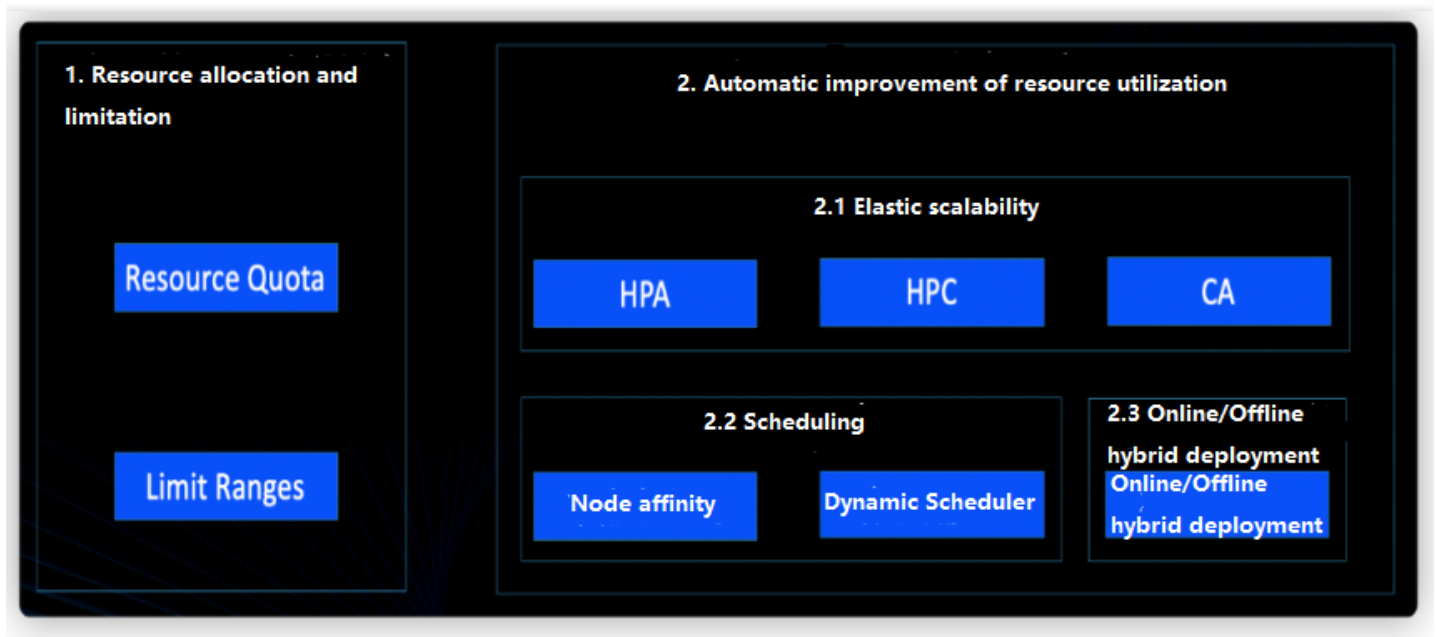 1. Resource allocation and
limitation
Resource Quota
Limit Ranges
2. Automatic improvement of resource utilization
2.1 Elastic scalability
HPA
HPC
CA
2.2 Scheduling
Node affinity
Dynamic Scheduler
2.3 Online/Offline
hybrid deployment
Online/Offline
hybrid deployment